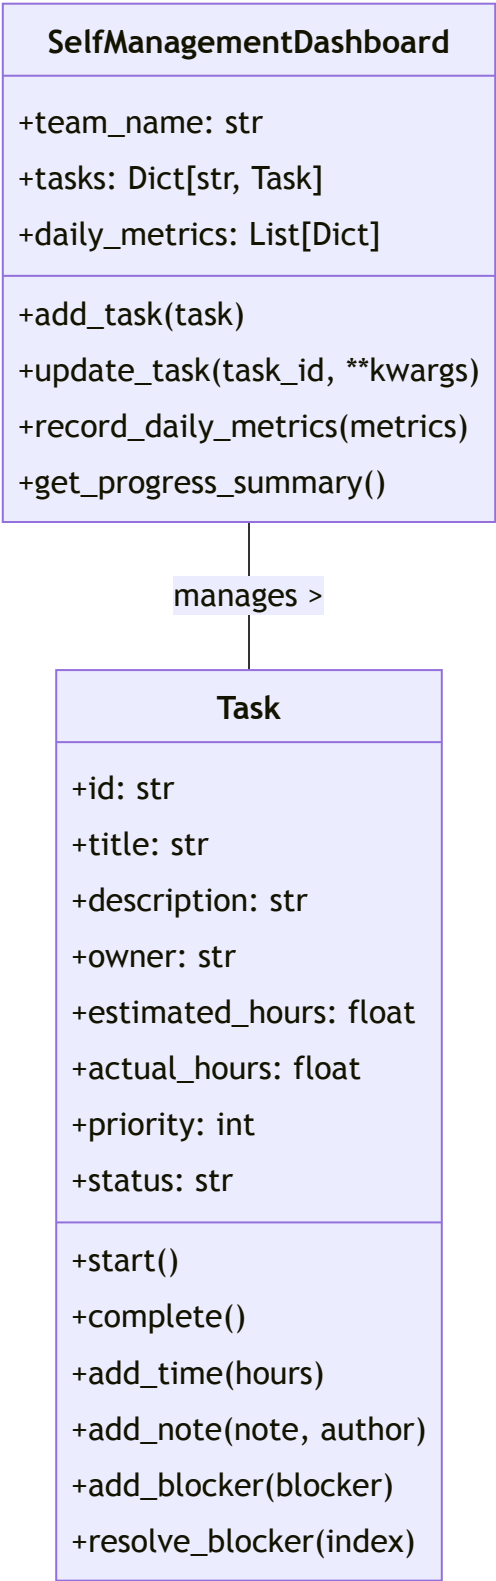 SelfManagementDashboard
+team_name: str
+tasks: Dict[str, Task]
+daily_metrics: List[Dict]
+add_task(task)
+update_task(task_id, **kwargs)
+record_daily_metrics(metrics)
+get_progress_summary()
manages >
Task
+id: str
+title: str
+description: str
+owner: str
+estimated_hours: float
+actual_hours: float
+priority: int
+status: str
+start()
+complete()
+add_time(hours)
+add_note(note, author)
+add_blocker(blocker)
+resolve_blocker(index)